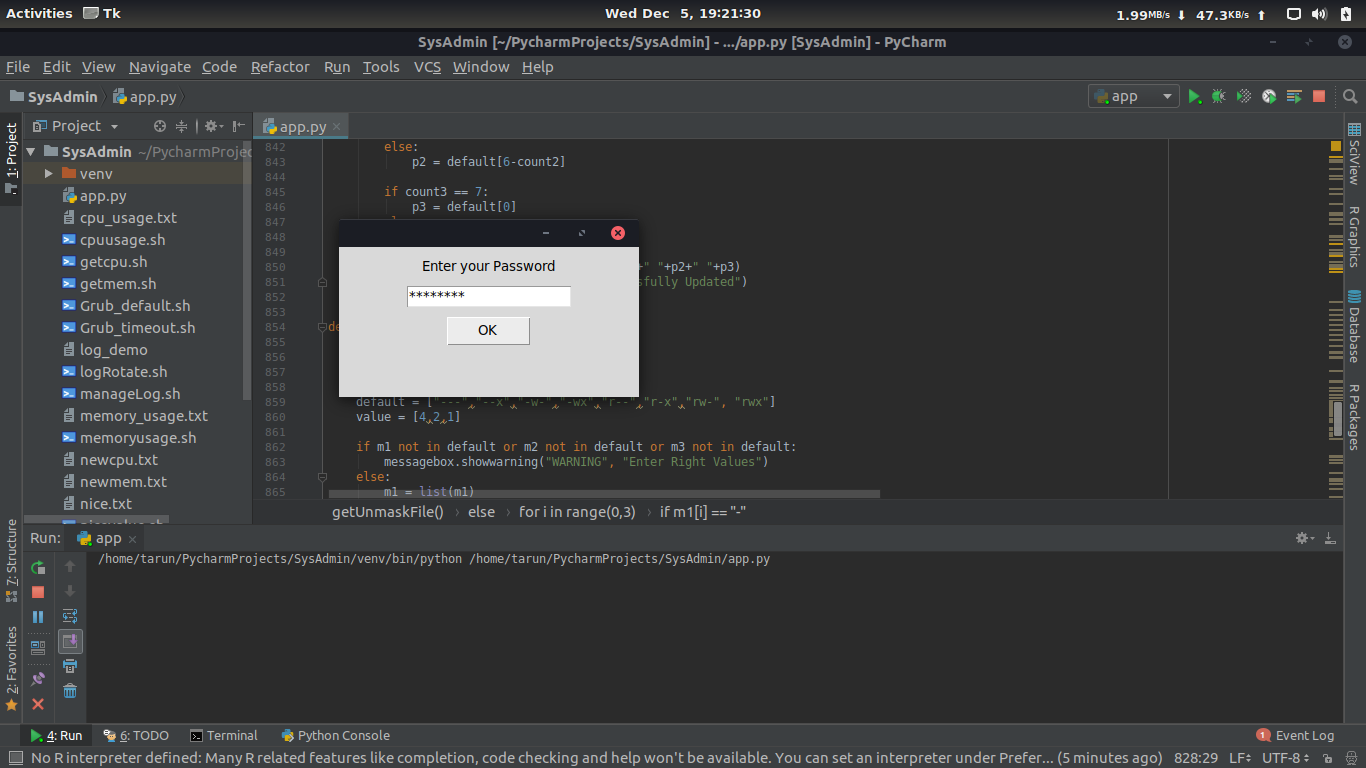 Activities Tk Wed Dec 5, 19:21:30 1.99MB/s ↓ 47.3KB/s ↑
SysAdmin [~/PycharmProjects/SysAdmin] - .../app.py [SysAdmin] - PyCharm
File Edit View Navigate Code Refactor Run Tools VCS Window Help
SysAdmin app.py app
Project app.py
1: Project
SysAdmin ~/PycharmProjec
venv
app.py
cpu_usage.txt
cpuusage.sh
getcpu.sh
getmem.sh
Grub_default.sh
Grub_timeout.sh
log_demo
logRotate.sh
manageLog.sh
memory_usage.txt
memoryusage.sh
newcpu.txt
newmem.txt
nice.txt
842 else:
843 p2 = default[6-count2]
844
845 if count3 == 7:
846 p3 = default[0]
847
848
849
850 +" "+p2+" "+p3)
851 sfully Updated")
852
853
854 de
855
856
857
858
859 default = ["---","--x","-w-","-wx","r--","r-x","rw-", "rwx"]
860 value = [4,2,1]
861
862 if m1 not in default or m2 not in default or m3 not in default:
863 messagebox.showwarning("WARNING", "Enter Right Values")
864 else:
865 m1 = list(m1)
Enter your Password
********
OK
getUnmaskFile() else for i in range(0,3) if m1[i] == "-"
SciView
R Graphics
Database
R Packages
7: Structure
2: Favorites
Run: app
/home/tarun/PycharmProjects/SysAdmin/venv/bin/python /home/tarun/PycharmProjects/SysAdmin/app.py
4: Run 6: TODO Terminal Python Console 1 Event Log
No R interpreter defined: Many R related features like completion, code checking and help won't be available. You can set an interpreter under Prefer... (5 minutes ago) 828:29 LF UTF-8